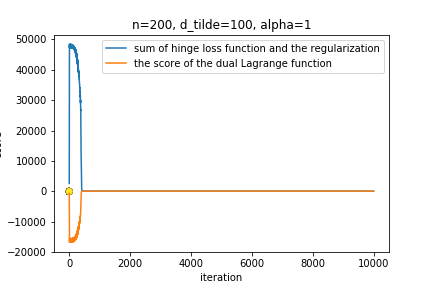 n=200, d_tilde=100, alpha=1
sum of hinge loss function and the regularization
the score of the dual Lagrange function
50000
40000
30000
20000
10000
0
−10000
−20000
0 2000 4000 6000 8000 10000
iteration